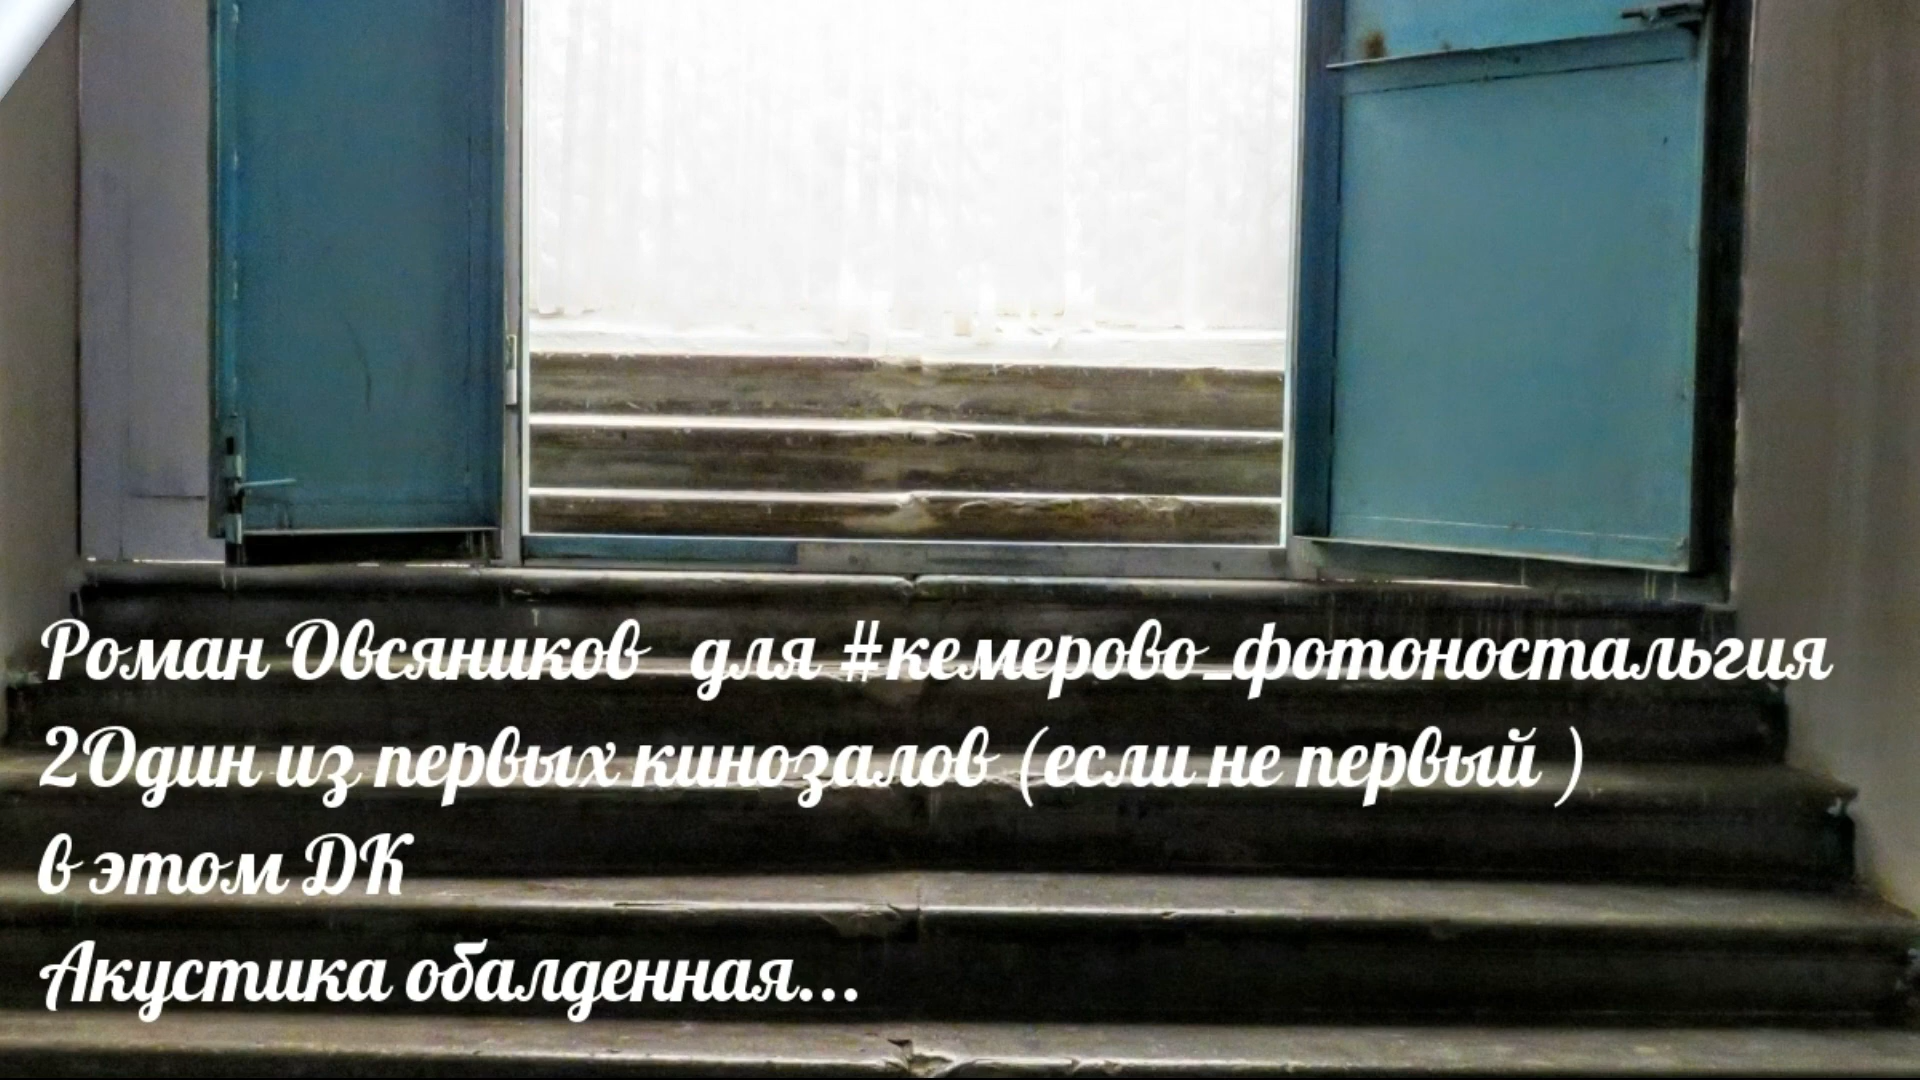 Роман Овсяников для #кемерово_фотоностальгия
2Один из первых кинозалов (если не первый )
в этом ДК
Акустика обалденная...